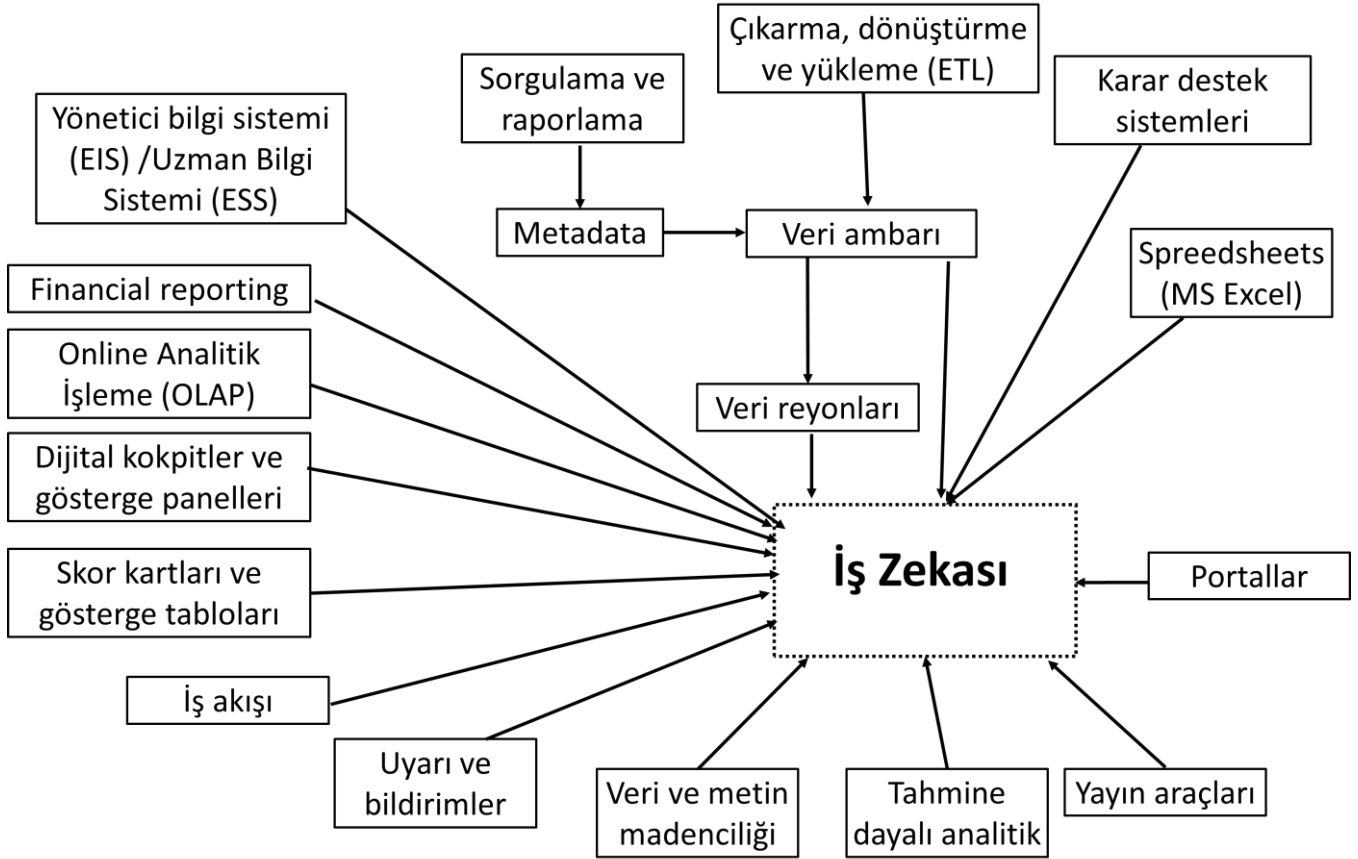 Çıkarma, dönüştürme
ve yükleme (ETL)
Sorgulama ve
raporlama
Karar destek
sistemleri
Yönetici bilgi sistemi
(EIS) /Uzman Bilgi
Sistemi (ESS)
Metadata
Veri ambarı
Spreedsheets
(MS Excel)
Financial reporting
Online Analitik
İşleme (OLAP)
Veri reyonları
Dijital kokpitler ve
gösterge panelleri
İş Zekası
Skor kartları ve
gösterge tabloları
Portallar
İş akışı
Uyarı ve
bildirimler
Veri ve metin
madenciliği
Tahmine
dayalı analitik
Yayın araçları